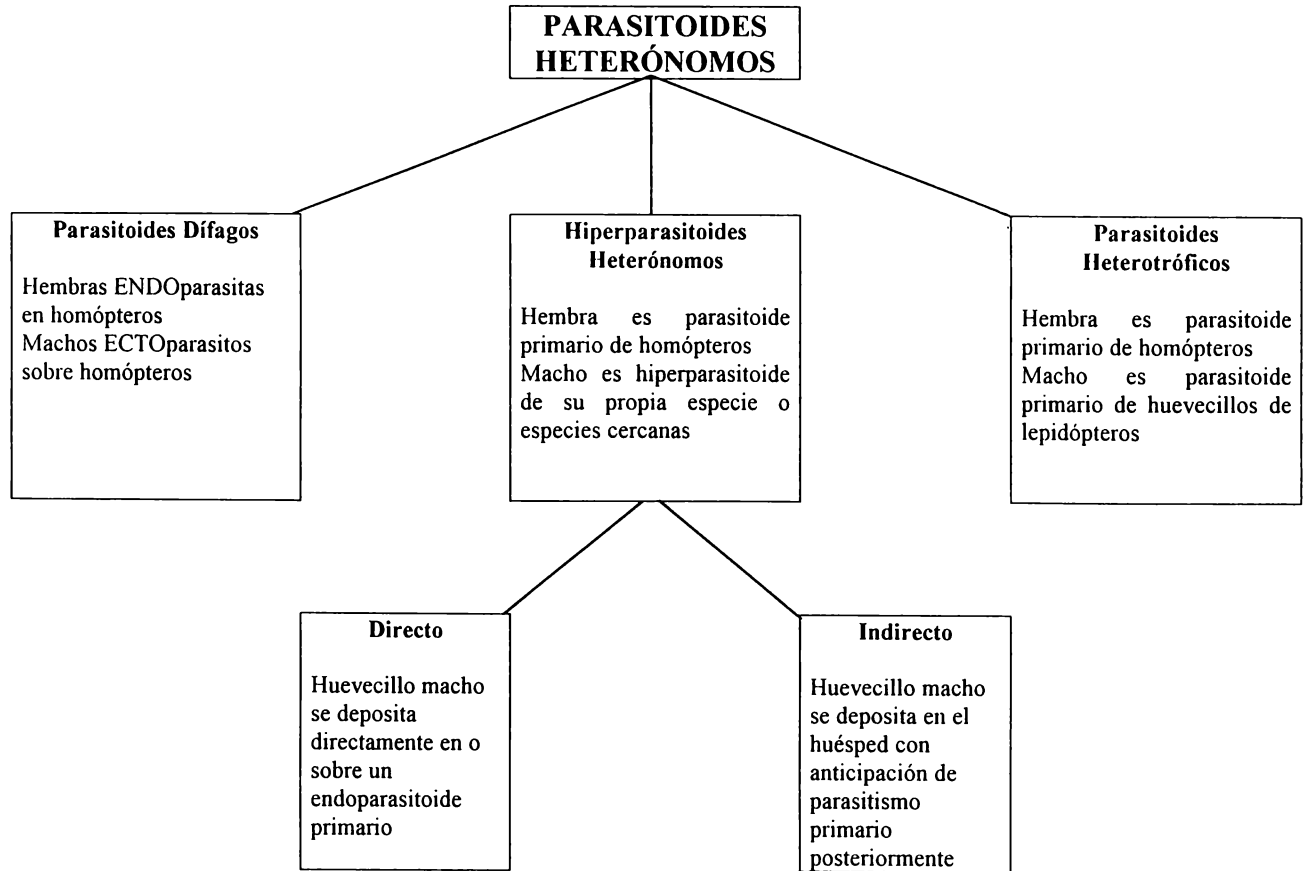 PARASITOIDES
HETERÓNOMOS
Parasitoides Dífagos
Hembras ENDOparasitas
en homópteros
Machos ECTOparasitos
sobre homópteros
Hiperparasitoides
Heterónomos
Hembra es parasitoide
primario de homópteros
Macho es hiperparasitoide
de su propia especie o
especies cercanas
Parasitoides
Heterotróficos
Hembra es parasitoide
primario de homópteros
Macho es parasitoide
primario de huevecillos de
lepidópteros
Directo
Huevecillo macho
se deposita
directamente en o
sobre un
endoparasitoide
primario
Indirecto
Huevecillo macho
se deposita en el
huésped con
anticipación de
parasitismo
primario
posteriormente